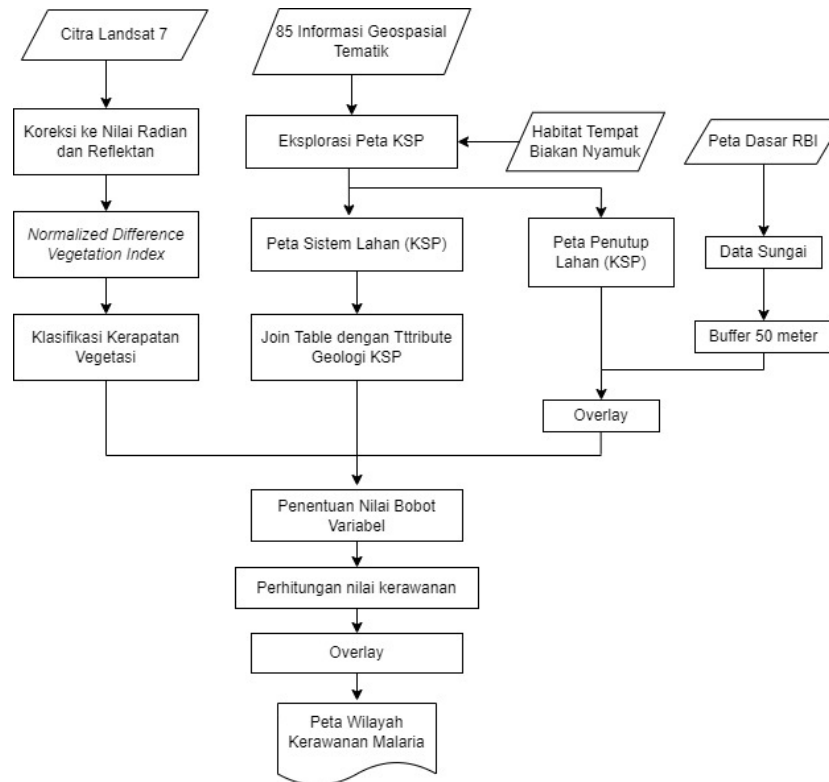 Citra Landsat 7
85 Informasi Geospasial
Tematik
Koreksi ke Nilai Radian
dan Reflektan
Eksplorasi Peta KSP
Habitat Tempat
Biakan Nyamuk
Peta Dasar RBI
Normalized Difference
Vegetation Index
Peta Sistem Lahan (KSP)
Peta Penutup
Lahan (KSP)
Data Sungai
Klasifikasi Kerapatan
Vegetasi
Join Table dengan Tttribute
Geologi KSP
Buffer 50 meter
Overlay
Penentuan Nilai Bobot
Variabel
Perhitungan nilai kerawanan
Overlay
Peta Wilayah
Kerawanan Malaria